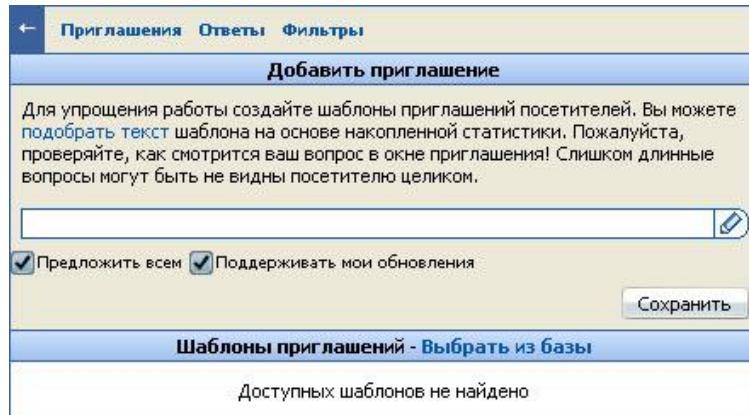 ← Приглашения Ответы Фильтры
Добавить приглашение
Для упрощения работы создайте шаблоны приглашений посетителей. Вы можете
подобрать текст шаблона на основе накопленной статистики. Пожалуйста,
проверяйте, как смотрится ваш вопрос в окне приглашения! Слишком длинные
вопросы могут быть не видны посетителю целиком.
Предложить всем Поддерживать мои обновления
Сохранить
Шаблоны приглашений - Выбрать из базы
Доступных шаблонов не найдено